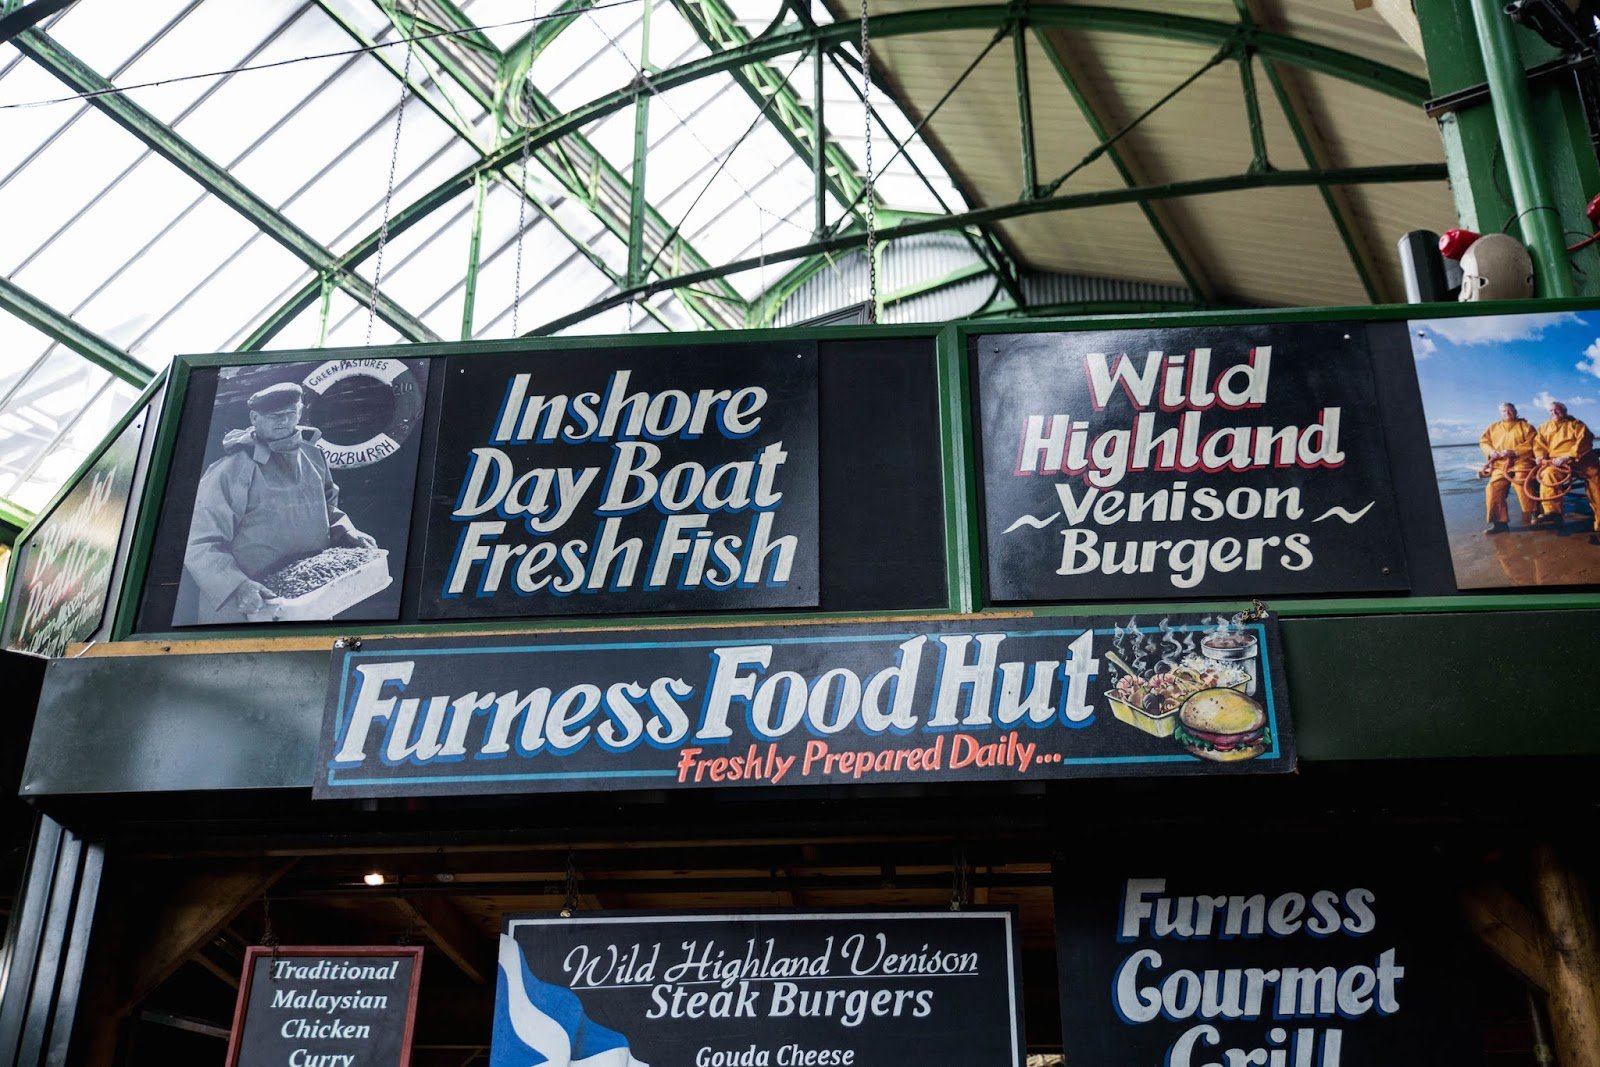 GREEN PASTURES
Inshore
Day Boat
Fresh Fish
Wild
Highland
Venison
Burgers
Furness Food Hut
Freshly Prepared Daily...
Traditional
Malaysian
Chicken
Curry
Wild Highland Venison
Steak Burgers
Gouda Cheese
Furness
Gourmet
Grill